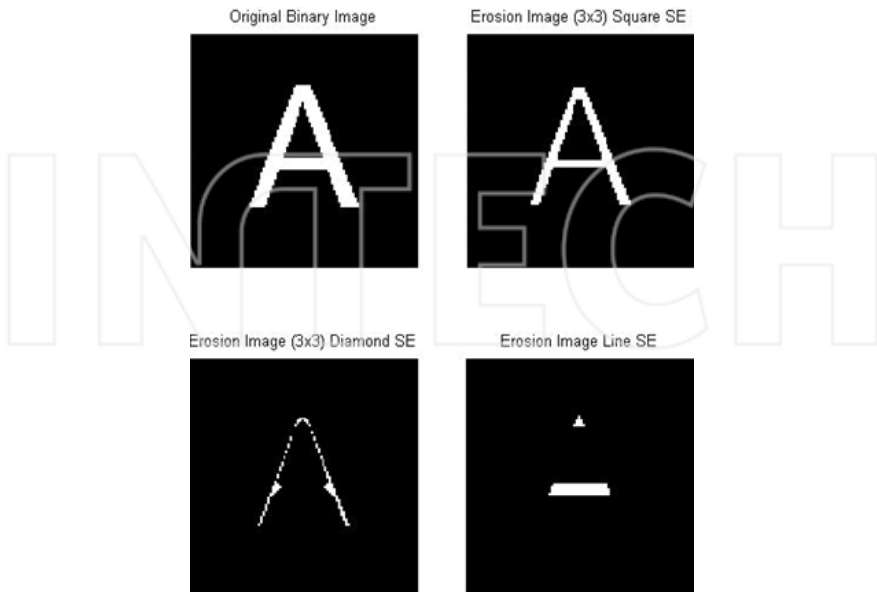 Original Binary Image
Erosion Image (3x3) Square SE
A
A
INTECH
Erosion Image (3x3) Diamond SE
Erosion Image Line SE